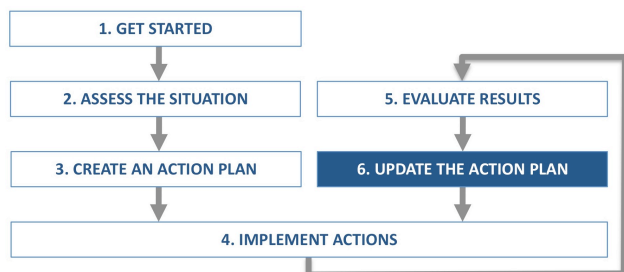 1. GET STARTED
2. ASSESS THE SITUATION
5. EVALUATE RESULTS
3. CREATE AN ACTION PLAN
6. UPDATE THE ACTION PLAN
4. IMPLEMENT ACTIONS